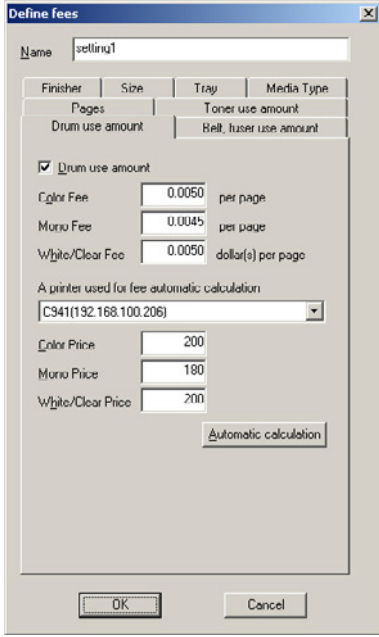 Define fees
Name setting1
Finisher Size Tray Media Type
Pages Toner use amount
Drum use amount Belt, fuser use amount
Drum use amount
Color Fee 0.0050 per page
Mono Fee 0.0045 per page
White/Clear Fee 0.0050 dollar(s) per page
A printer used for fee automatic calculation
C941(192.168.100.206)
Color Price 200
Mono Price 180
White/Clear Price 200
Automatic calculation
OK Cancel